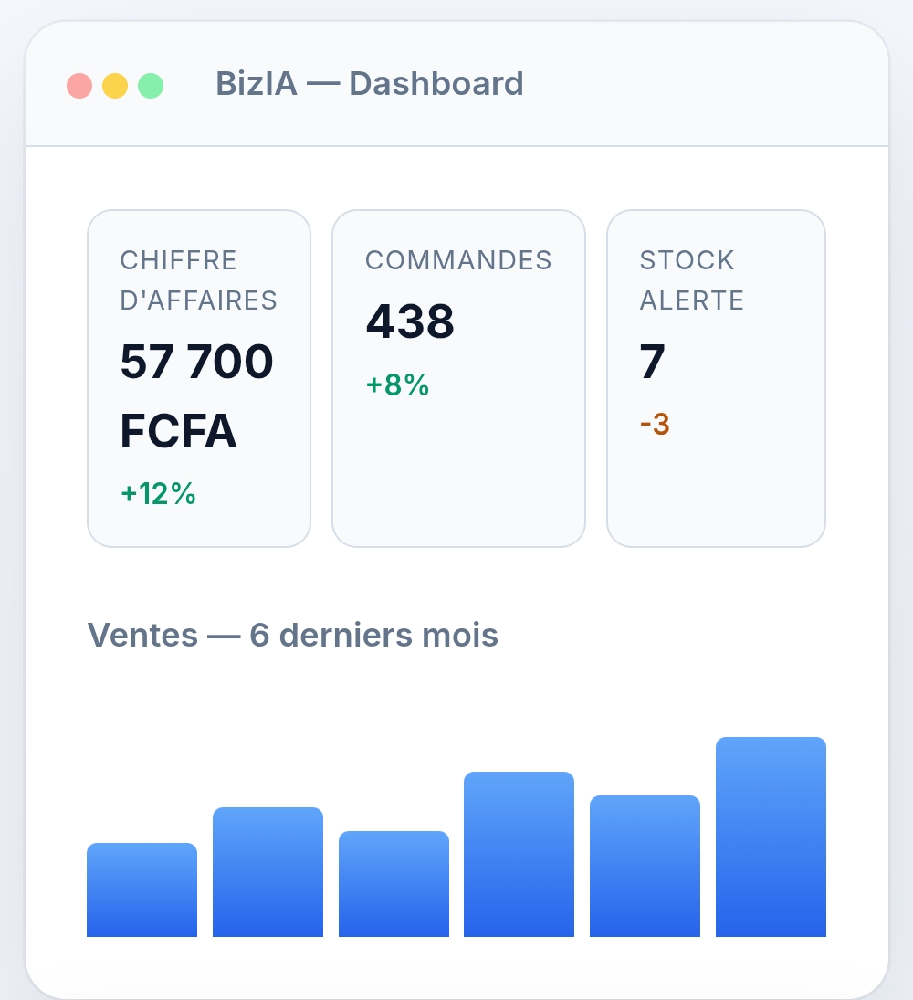 BizIA — Dashboard
CHIFFRE
D'AFFAIRES
57 700
FCFA
+12%
COMMANDES
438
+8%
STOCK
ALERTE
7
-3
Ventes — 6 derniers mois